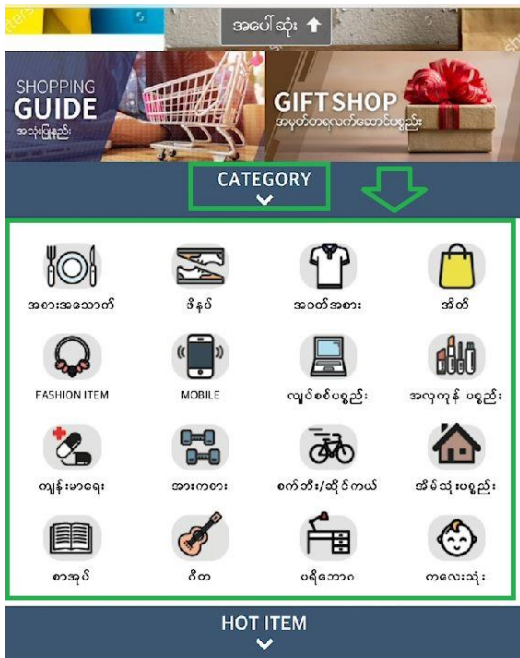 အပေါ်ဆုံး
SHOPPING
GUIDE
အသုံးပြုနည်း
GIFT SHOP
အမှတ်တရလက်ဆောင်ပစ္စည်း
CATEGORY
အစားအသောက်
ဖိနပ်
အဝတ်အစား
အိတ်
FASHION ITEM
MOBILE
လျှပ်စစ်ပစ္စည်း
အလှကုန် ပစ္စည်း
ကျန်းမာရေး
အားကစား
စက်ဘီး/ဆိုင်ကယ်
အိမ်သုံးပစ္စည်း
စာအုပ်
ဂီတ
ပရိဘောဂ
ကလေးသုံး
HOT ITEM